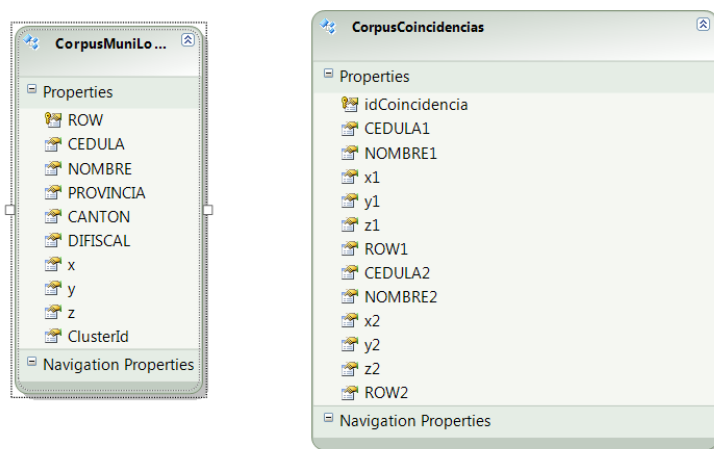 CorpusMuniLo ...
Properties
ROW
CEDULA
NOMBRE
PROVINCIA
CANTON
DIFISCAL
x
y
z
ClusterId
Navigation Properties
CorpusCoincidencias
Properties
idCoincidencia
CEDULA1
NOMBRE1
x1
y1
z1
ROW1
CEDULA2
NOMBRE2
x2
y2
z2
ROW2
Navigation Properties